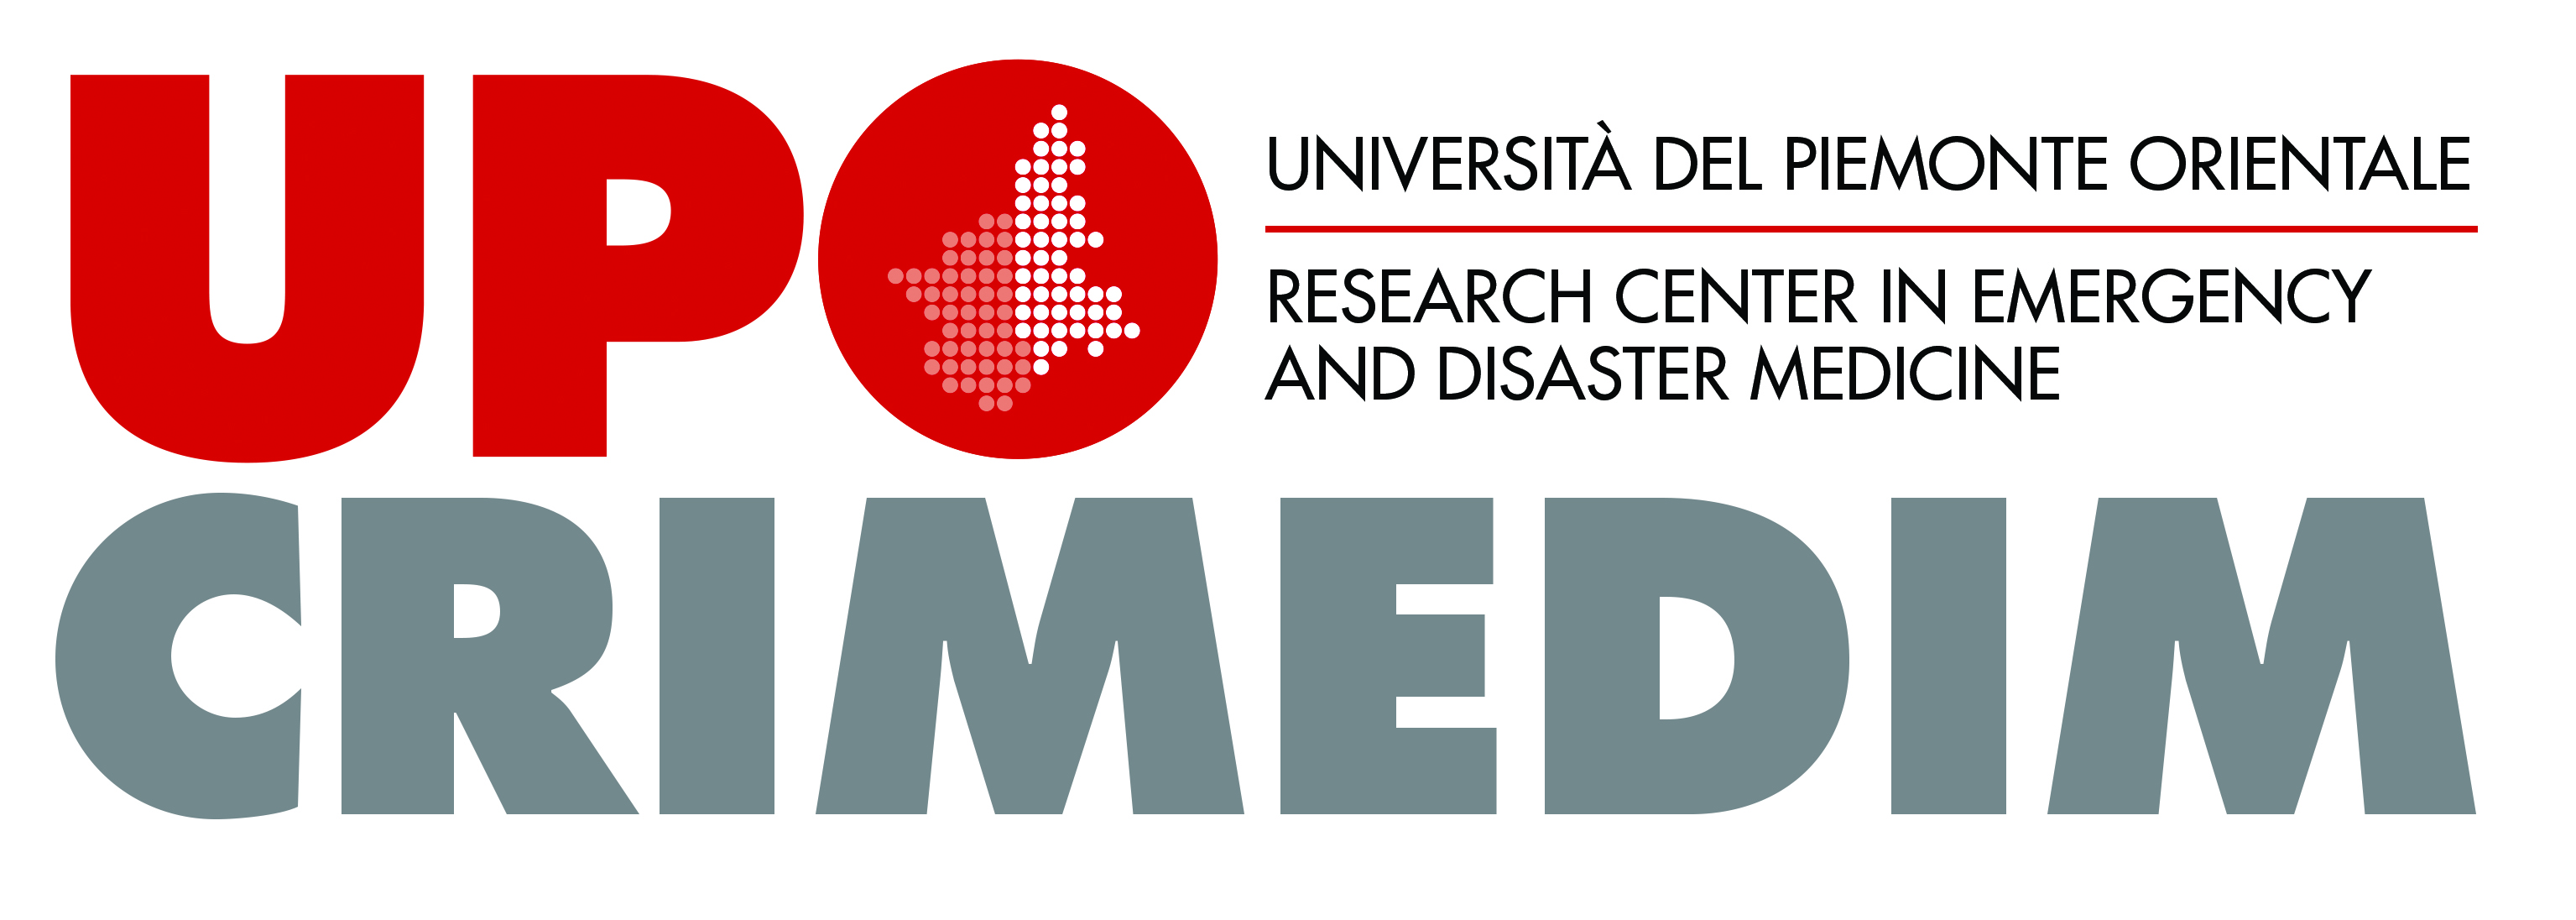 UPO
UNIVERSITÀ DEL PIEMONTE ORIENTALE
RESEARCH CENTER IN EMERGENCY
AND DISASTER MEDICINE
CRIMEDIM